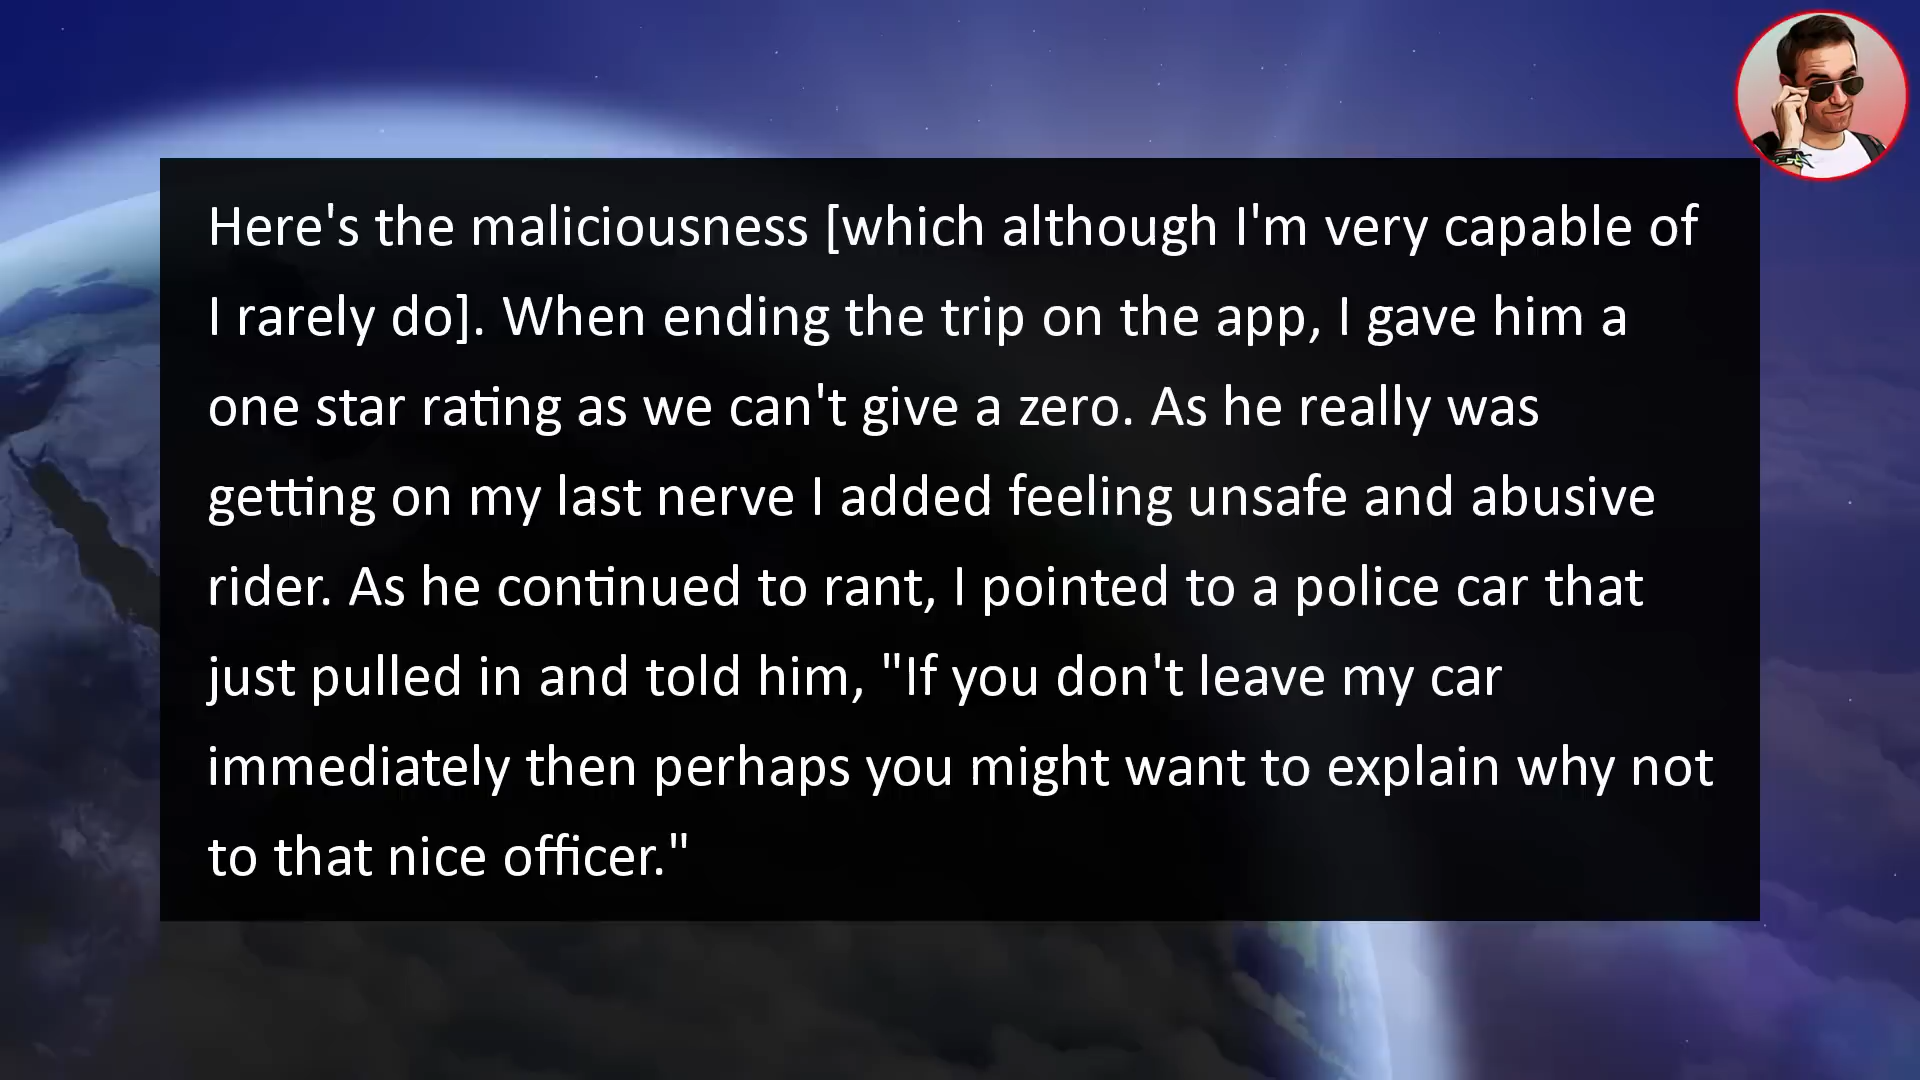 Here's the maliciousness [which although I'm very capable of
I rarely do]. When ending the trip on the app, I gave him a
one star rating as we can't give a zero. As he really was
getting on my last nerve I added feeling unsafe and abusive
rider. As he continued to rant, I pointed to a police car that
just pulled in and told him, "If you don't leave my car
immediately then perhaps you might want to explain why not
to that nice officer."